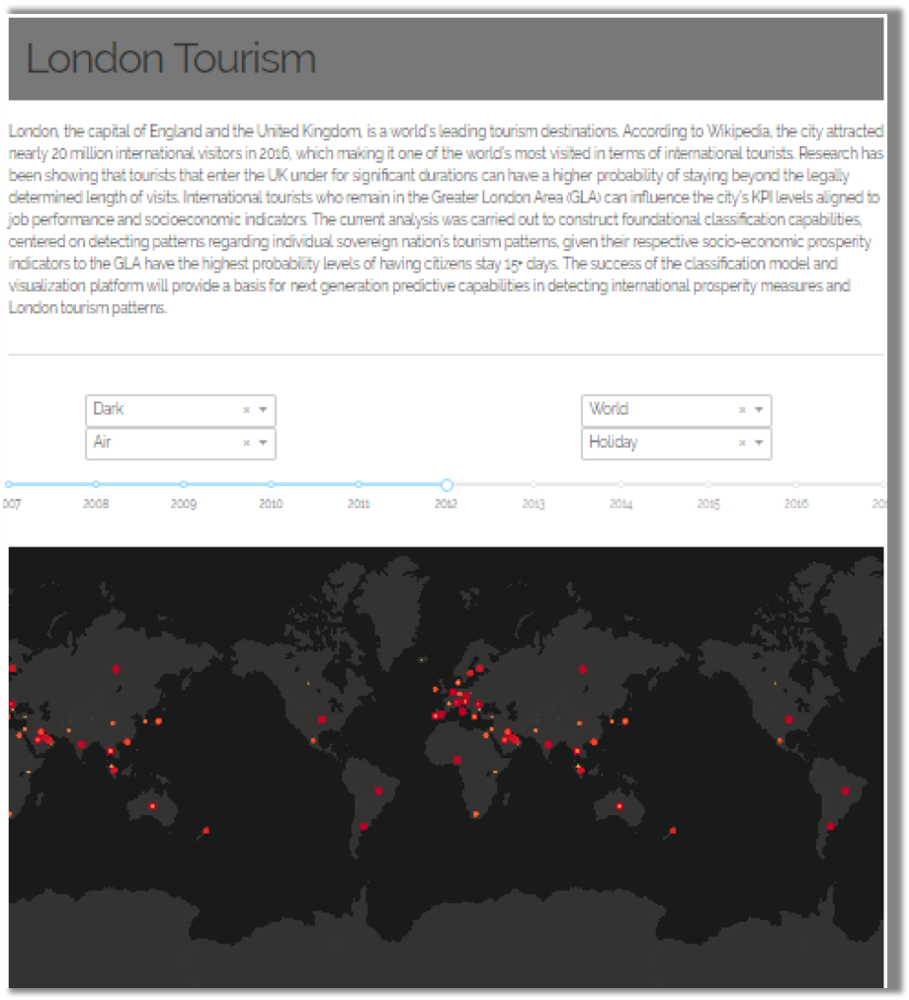 London Tourism
London, the capital of England and the United Kingdom, is a world's leading tourism destinations. According to Wikipedia, the city attracted
nearly 20 million international visitors in 2016, which making it one of the world's most visited in terms of international tourists. Research has
been showing that tourists that enter the UK under for significant durations can have a higher probability of staying beyond the legally
determined length of visits. International tourists who remain in the Greater London Area (GLA) can influence the city's KPI levels aligned to
job performance and socioeconomic indicators. The current analysis was carried out to construct foundational classification capabilities,
centered on detecting patterns regarding individual sovereign nation's tourism patterns, given their respective socio-economic prosperity
indicators to the GLA have the highest probability levels of having citizens stay 15+ days. The success of the classification model and
visualization platform will provide a basis for next generation predictive capabilities in detecting international prosperity measures and
London tourism patterns.
Dark × World ×
Air × Holiday ×
007 2008 2009 2010 2011 2012 2013 2014 2015 2016 20